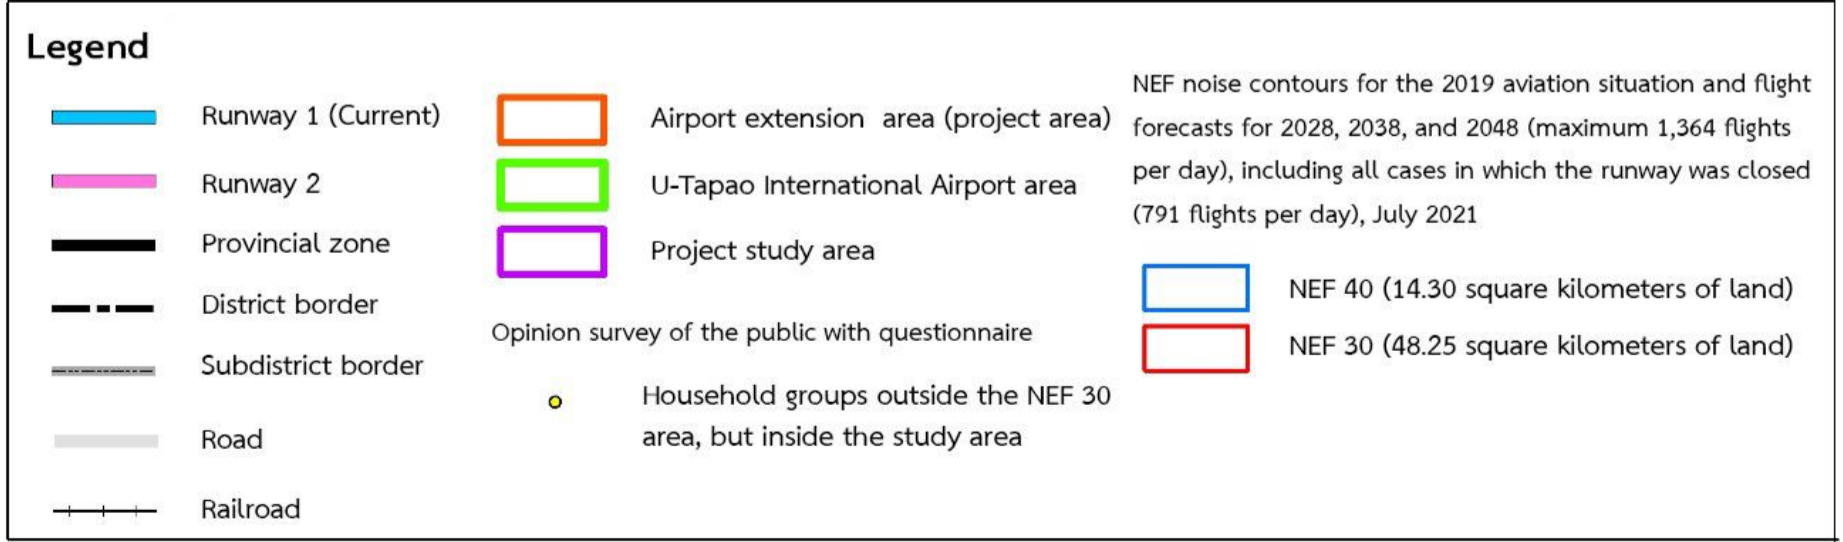 Legend
Runway 1 (Current)
Runway 2
Provincial zone
District border
Subdistrict border
Road
Railroad
Airport extension area (project area)
U-Tapao International Airport area
Project study area
Opinion survey of the public with questionnaire
Household groups outside the NEF 30
area, but inside the study area
NEF noise contours for the 2019 aviation situation and flight
forecasts for 2028, 2038, and 2048 (maximum 1,364 flights
per day), including all cases in which the runway was closed
(791 flights per day), July 2021
NEF 40 (14.30 square kilometers of land)
NEF 30 (48.25 square kilometers of land)